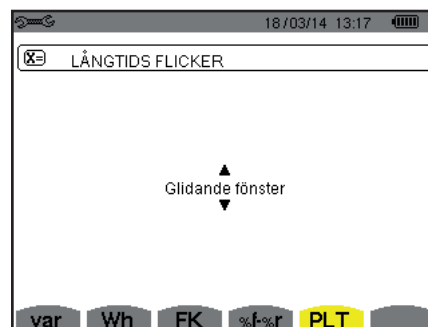 18/03/14 13:17
X= LÅNGTIDS FLICKER
Glidande fönster
var Wh FK %f-%r PLT